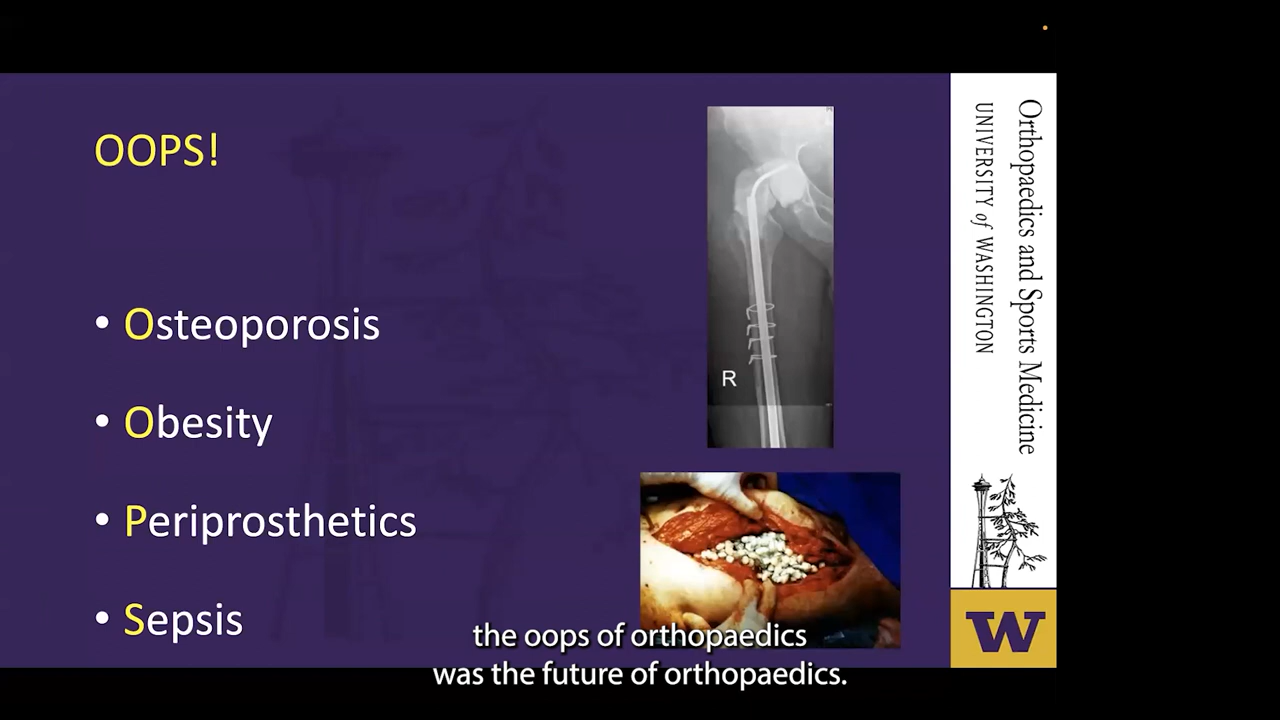 OOPS!
• Osteoporosis
• Obesity
• Periprosthetics
• Sepsis
R
Orthopaedics and Sports Medicine
UNIVERSITY of WASHINGTON
W
the oops of orthopaedics
was the future of orthopaedics.